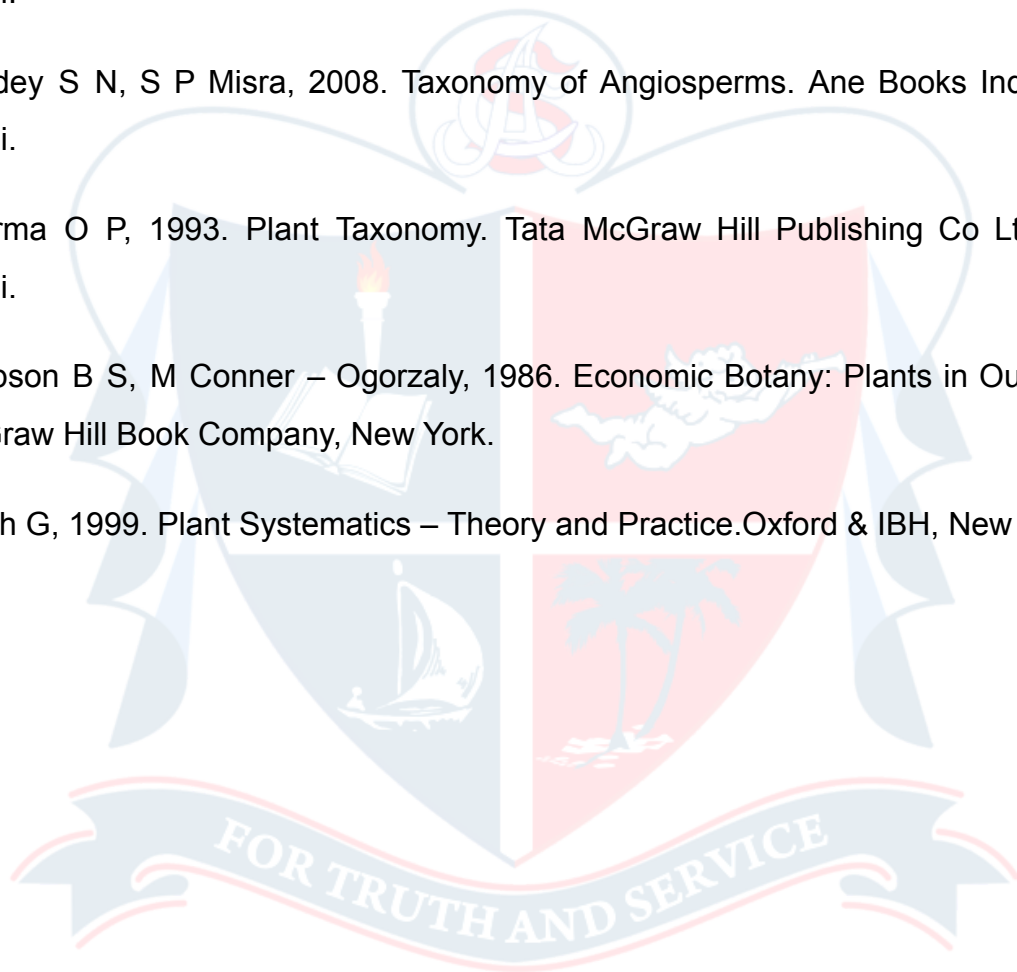 i.
dey S N, S P Misra, 2008. Taxonomy of Angiosperms. Ane Books Inc
i.
rma O P, 1993. Plant Taxonomy. Tata McGraw Hill Publishing Co Lt
i.
oson B S, M Conner – Ogorzaly, 1986. Economic Botany: Plants in Ou
raw Hill Book Company, New York.
h G, 1999. Plant Systematics – Theory and Practice.Oxford & IBH, New
FOR TRUTH AND SERVICE